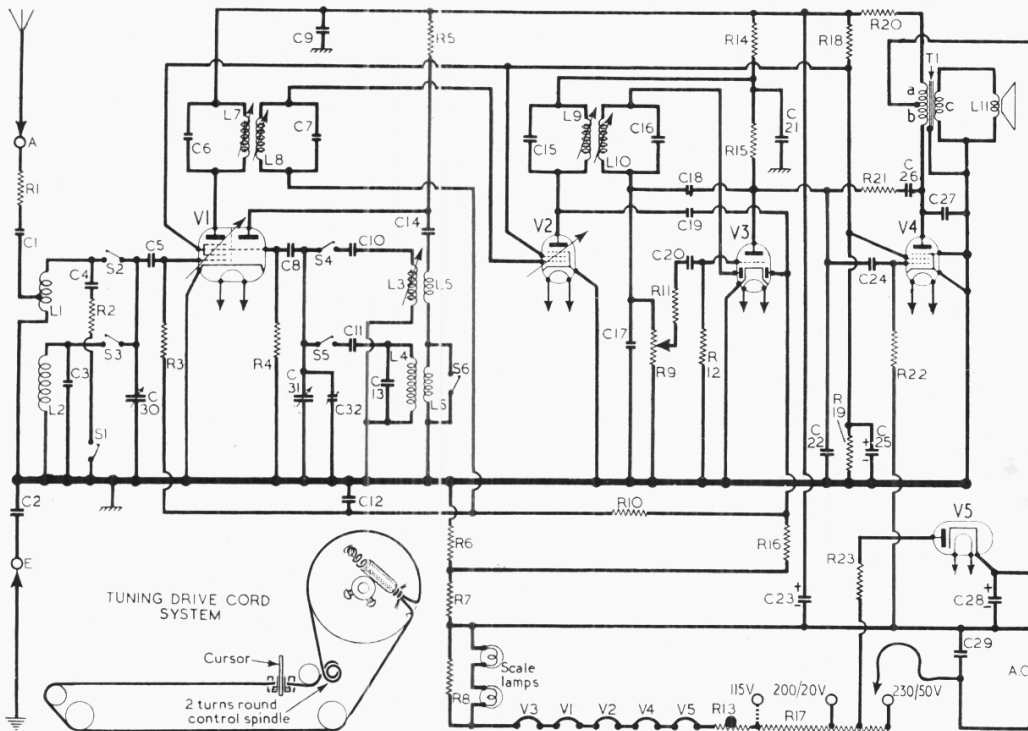 C9
R5
R14
R18
R20
T1
A
C6
L7
L8
C7
L9
L10
C15
C16
C21
R15
a
b
c
L11
R1
C1
V1
C14
C18
C19
V2
V3
R21
C26
C27
V4
S2
C5
C4
R2
L1
C8
S4
C10
L3
L5
C20
R11
C24
S3
C3
L2
R3
R4
S5
C11
L4
C13
L6
S6
C17
R9
R12
R22
C30
C31
C32
S1
R19
C22
C25
C2
C12
R10
V5
E
R6
R16
R23
TUNING DRIVE CORD
SYSTEM
R7
C23
C28
C29
Cursor
2 turns round
control spindle
R8
Scale
lamps
115V
200/20V
230/50V
A.C
V3
V1
V2
V4
V5
R13
R17